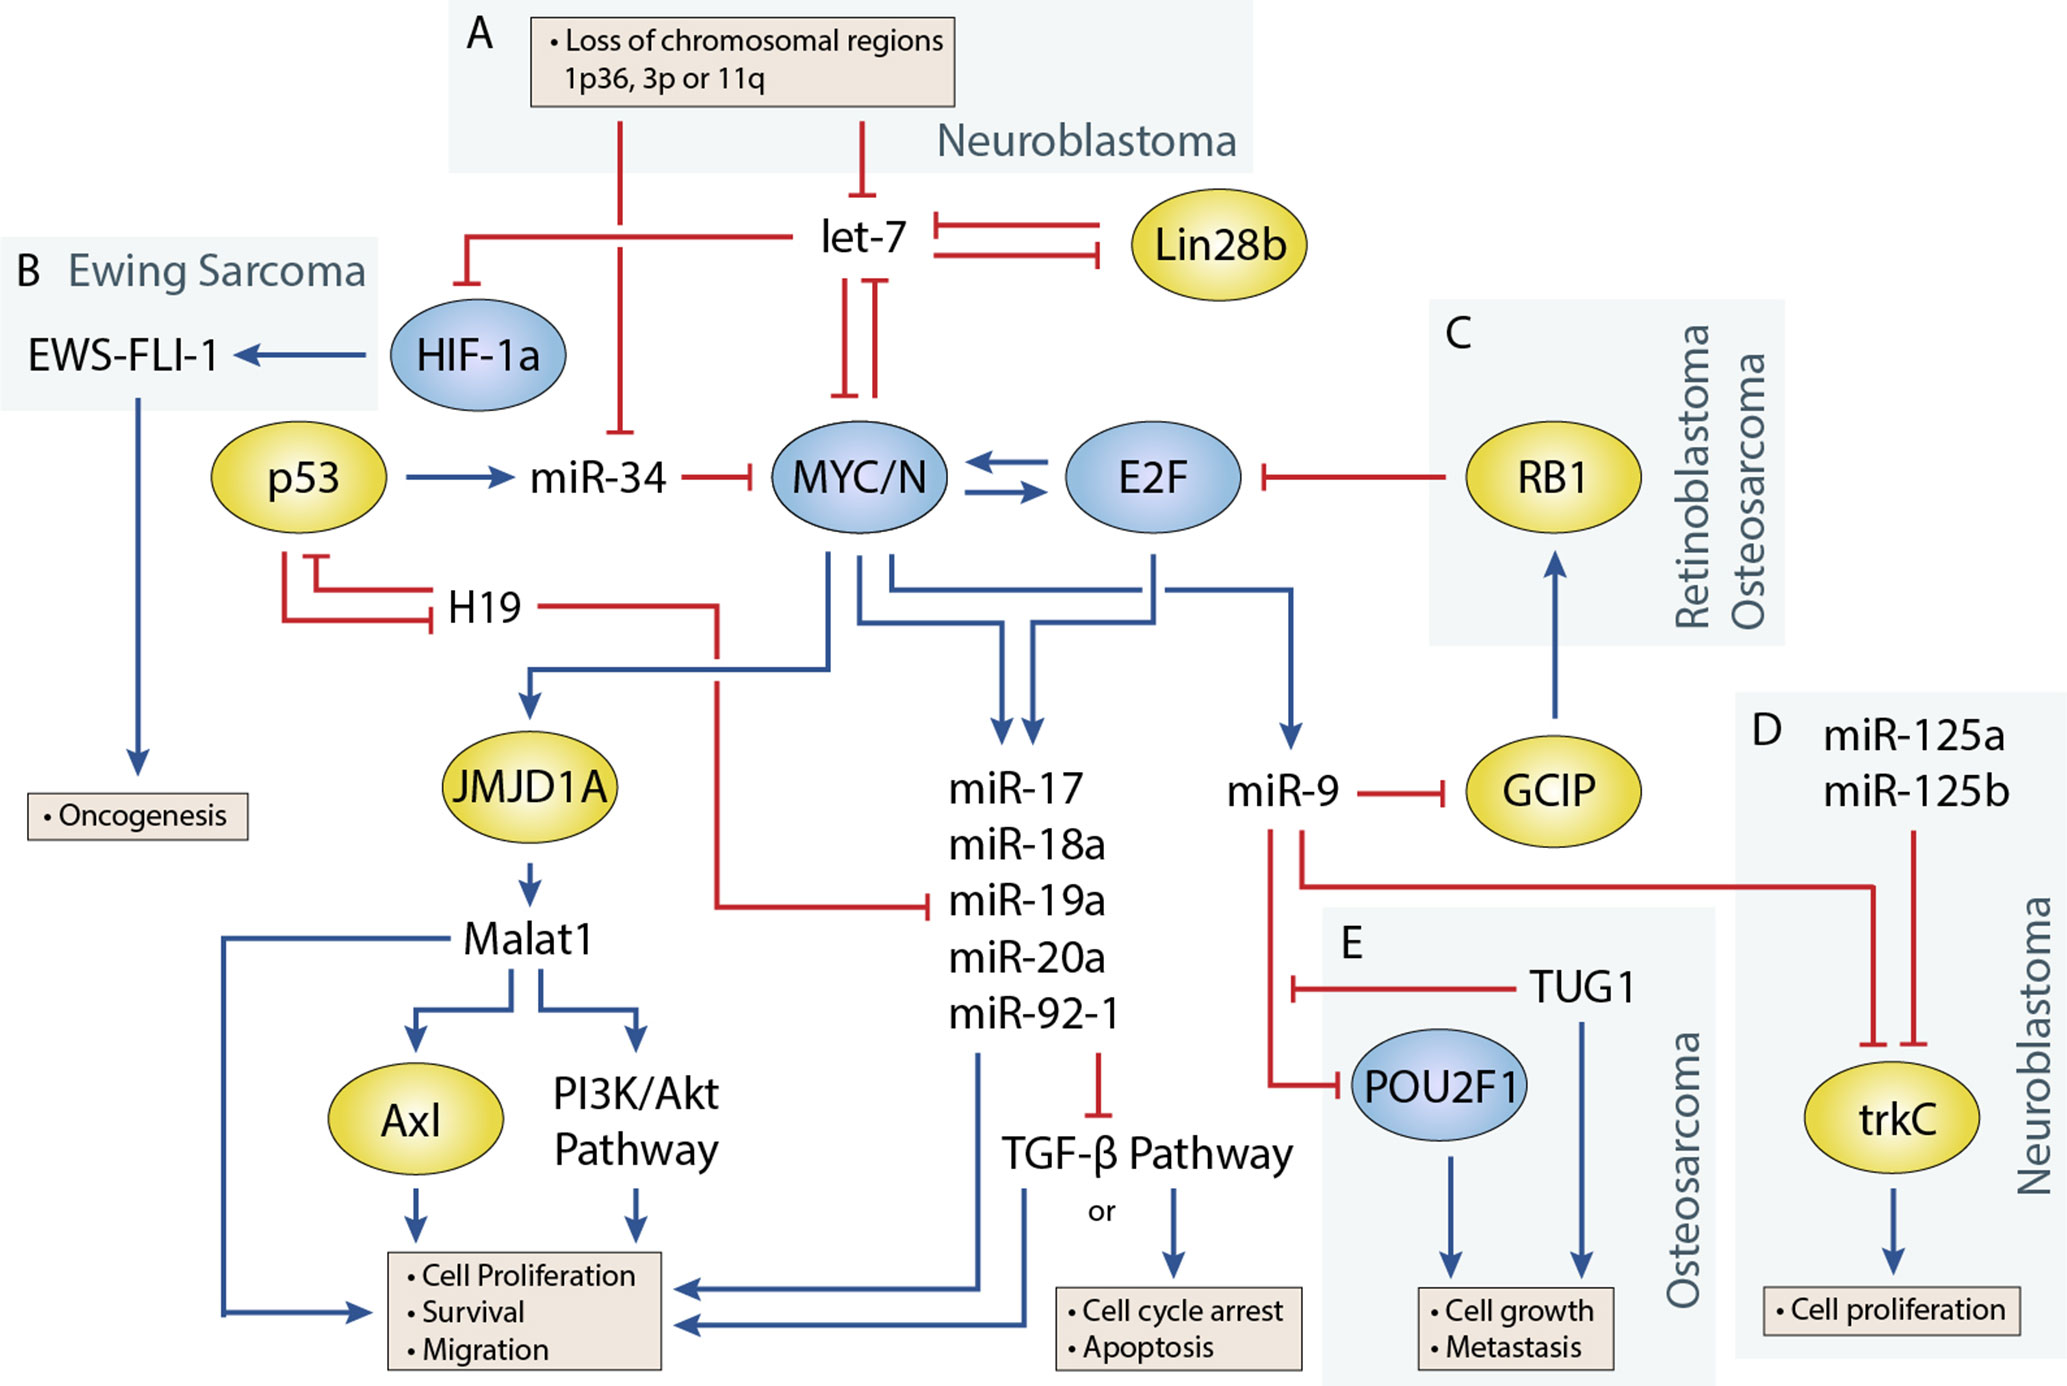 A
• Loss of chromosomal regions
1p36, 3p or 11q
Neuroblastoma
let-7
Lin28b
B
Ewing Sarcoma
EWS-FLI-1
HIF-1a
C
Retinoblastoma
Osteosarcoma
p53
miR-34
MYC/N
E2F
RB1
H19
JMJD1A
miR-17
miR-18a
miR-19a
miR-20a
miR-92-1
miR-9
GCIP
D
miR-125a
miR-125b
Neuroblastoma
• Oncogenesis
Malat1
E
TUG1
Osteosarcoma
Axl
PI3K/Akt
Pathway
TGF-β Pathway
or
POU2F1
trkC
• Cell Proliferation
• Survival
• Migration
• Cell cycle arrest
• Apoptosis
• Cell growth
• Metastasis
• Cell proliferation